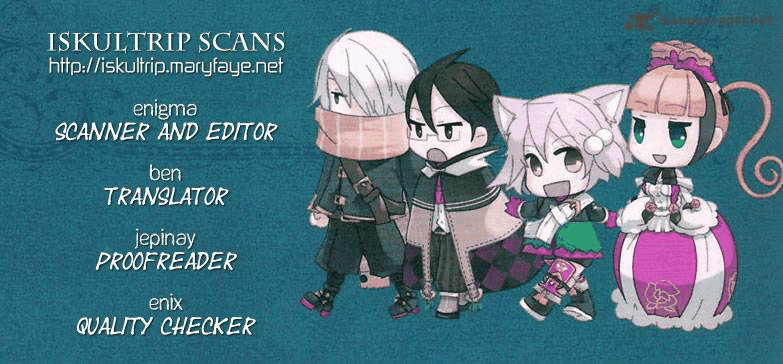 ISKULTRIP SCANS
http://iskultrip.maryfaye.net
enigma
SCANNER AND EDITOR
ben
TRANSLATOR
jepinay
PROOFREADER
enix
QUALITY CHECKER